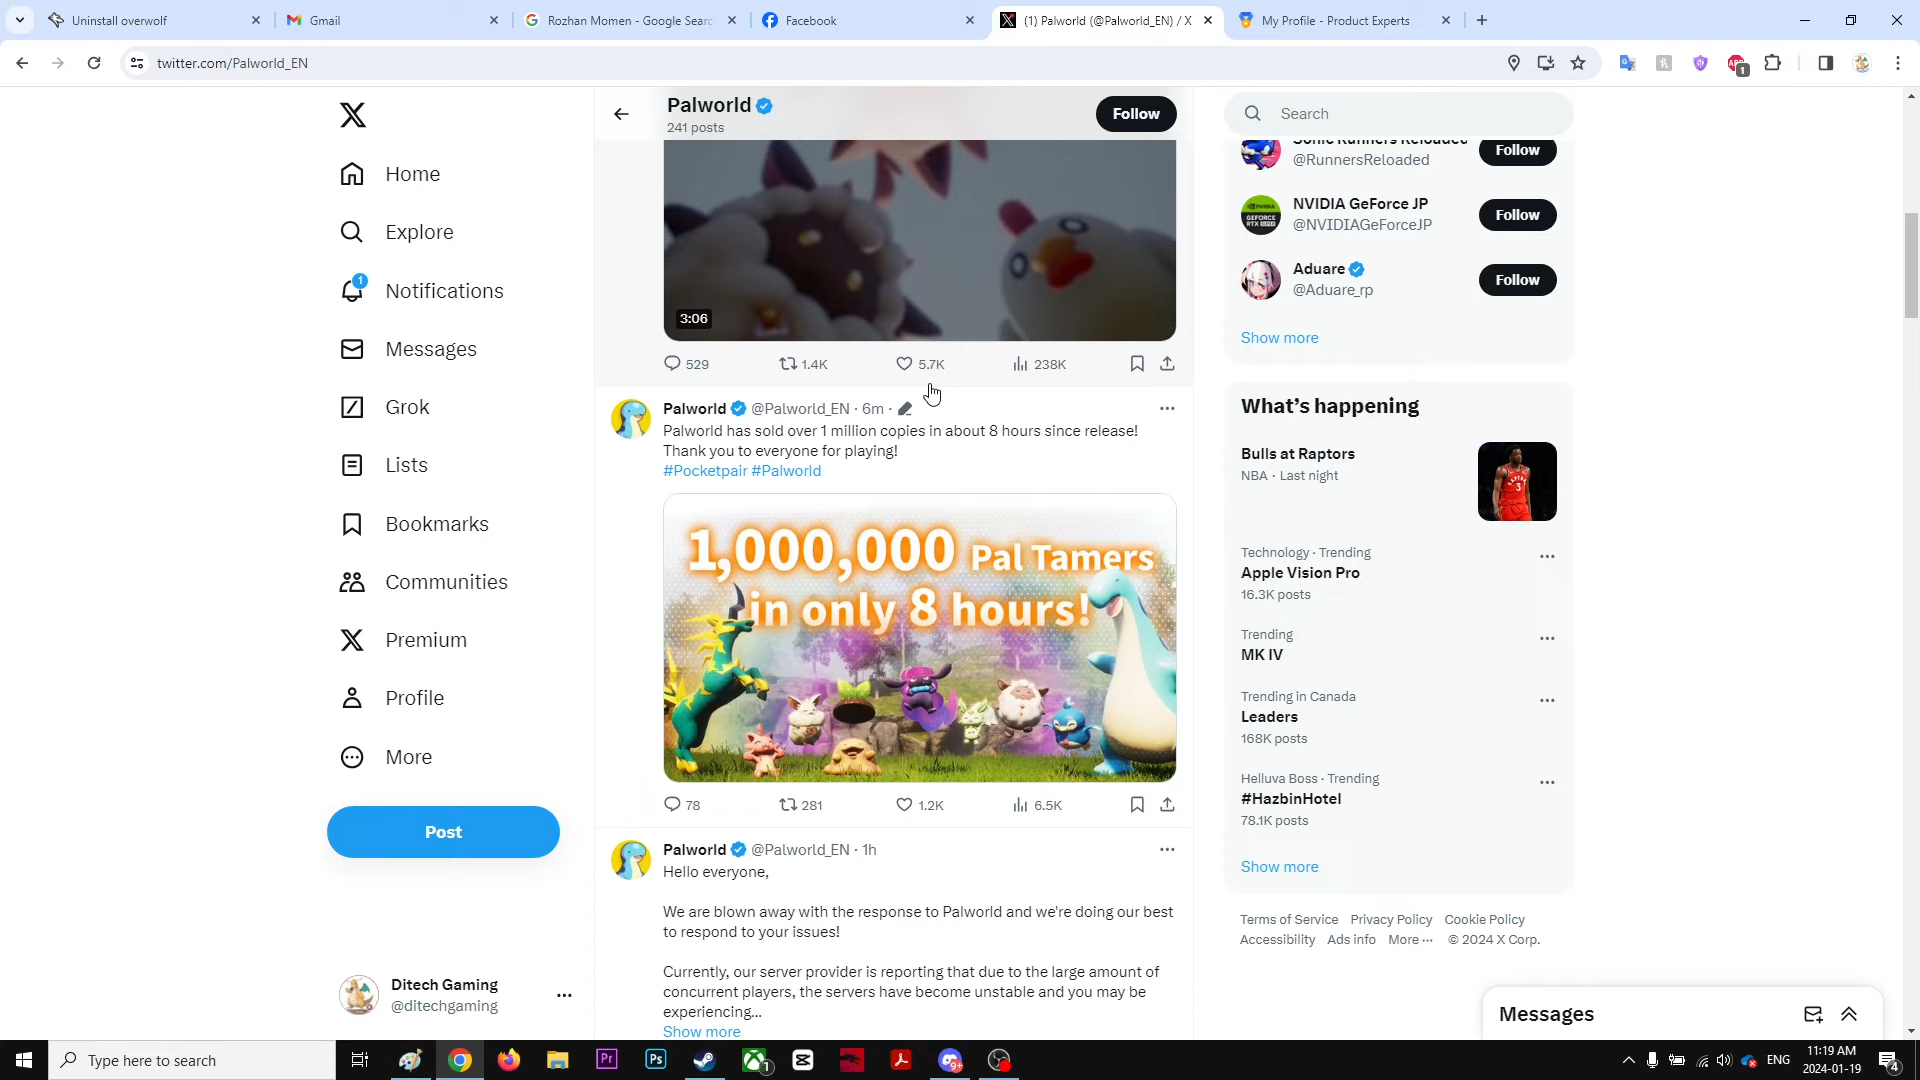 Uninstall overwolf
Gmail
Rozhan Momen - Google Searc
Facebook
(1) Palworld (@Palworld_EN) / X
My Profile - Product Experts
twitter.com/Palworld_EN
1
Palworld
241 posts
Follow
Search
Home
Explore
1
Notifications
Messages
Grok
Lists
Bookmarks
Communities
Premium
Profile
More
Post
Ditech Gaming
@ditechgaming
3:06
529
1.4K
5.7K
238K
Palworld @Palworld_EN · 6m ·
Palworld has sold over 1 million copies in about 8 hours since release!
Thank you to everyone for playing!
#Pocketpair #Palworld
1,000,000 Pal Tamers
in only 8 hours!
78
281
1.2K
6.5K
Palworld @Palworld_EN · 1h
Hello everyone,
We are blown away with the response to Palworld and we're doing our best
to respond to your issues!
Currently, our server provider is reporting that due to the large amount of
concurrent players, the servers have become unstable and you may be
experiencing...
Show more
Sonic Runners Reloaded
@RunnersReloaded
Follow
NVIDIA GeForce JP
@NVIDIAGeForceJP
Follow
Aduare
@Aduare_rp
Follow
Show more
What's happening
Bulls at Raptors
NBA · Last night
Technology · Trending
Apple Vision Pro
16.3K posts
Trending
MK IV
Trending in Canada
Leaders
168K posts
Helluva Boss · Trending
#HazbinHotel
78.1K posts
Show more
Terms of Service Privacy Policy Cookie Policy
Accessibility Ads info More ··· © 2024 X Corp.
Messages
Type here to search
Pr
Ps
1
9+
ENG
11:19 AM
2024-01-19
4